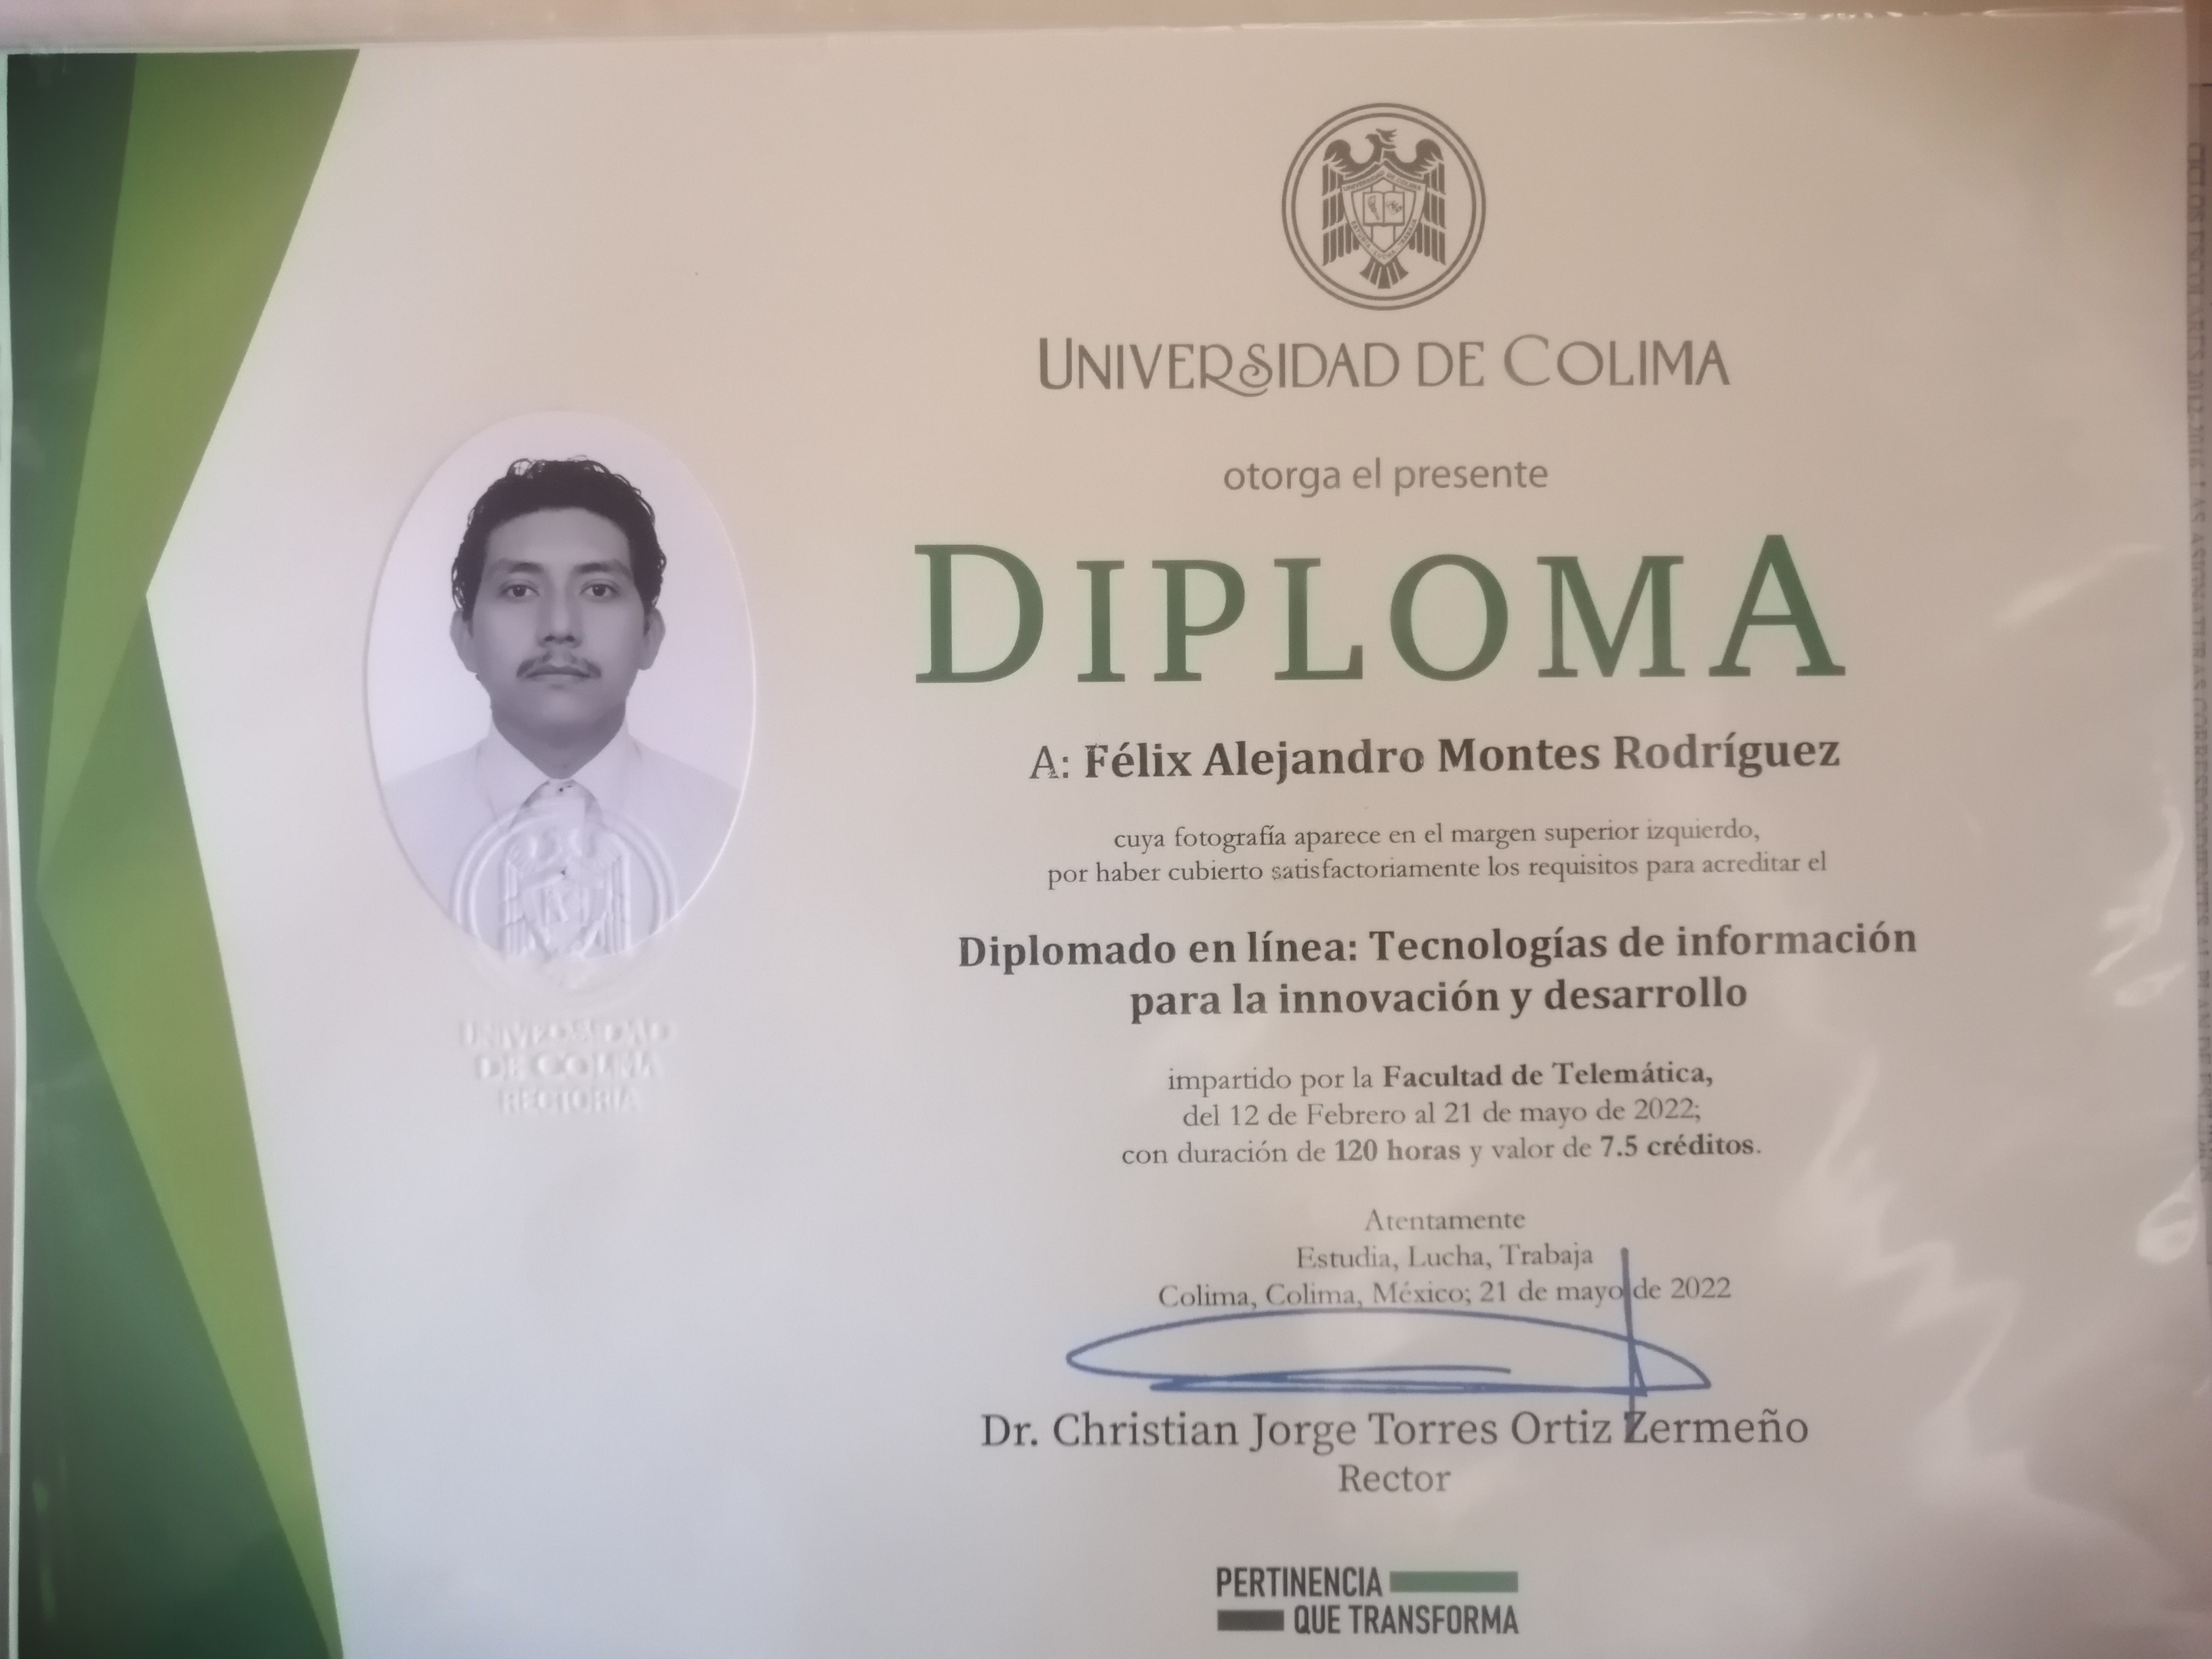 UNIVERSIDAD DE COLIMA
otorga el presente
DIPLOMA
A: Félix Alejandro Montes Rodríguez
cuya fotografía aparece en el margen superior izquierdo,
por haber cubierto satisfactoriamente los requisitos para acreditar el
Diplomado en línea: Tecnologías de información
para la innovación y desarrollo
impartido por la Facultad de Telemática,
del 12 de Febrero al 21 de mayo de 2022;
con duración de 120 horas y valor de 7.5 créditos.
Atentamente
Estudia, Lucha, Trabaja
Colima, Colima, México; 21 de mayo de 2022
Dr. Christian Jorge Torres Ortiz Zermeño
Rector
PERTINENCIA
QUE TRANSFORMA
UNIVERSIDAD
DE COLIMA
RECTORIA